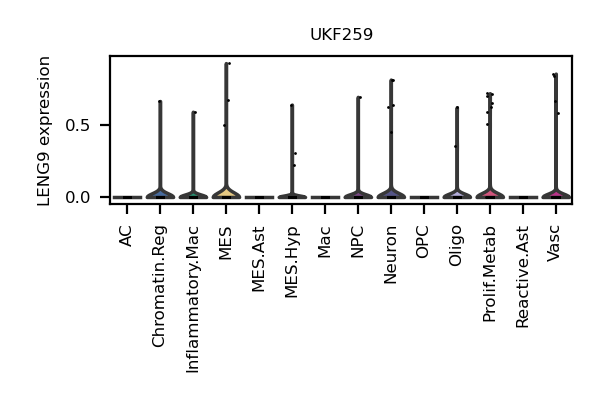 UKF259
LENG9 expression
0.5
0.0
AC
Chromatin.Reg
Inflammatory.Mac
MES
MES.Ast
MES.Hyp
Mac
NPC
Neuron
OPC
Oligo
Prolif.Metab
Reactive.Ast
Vasc